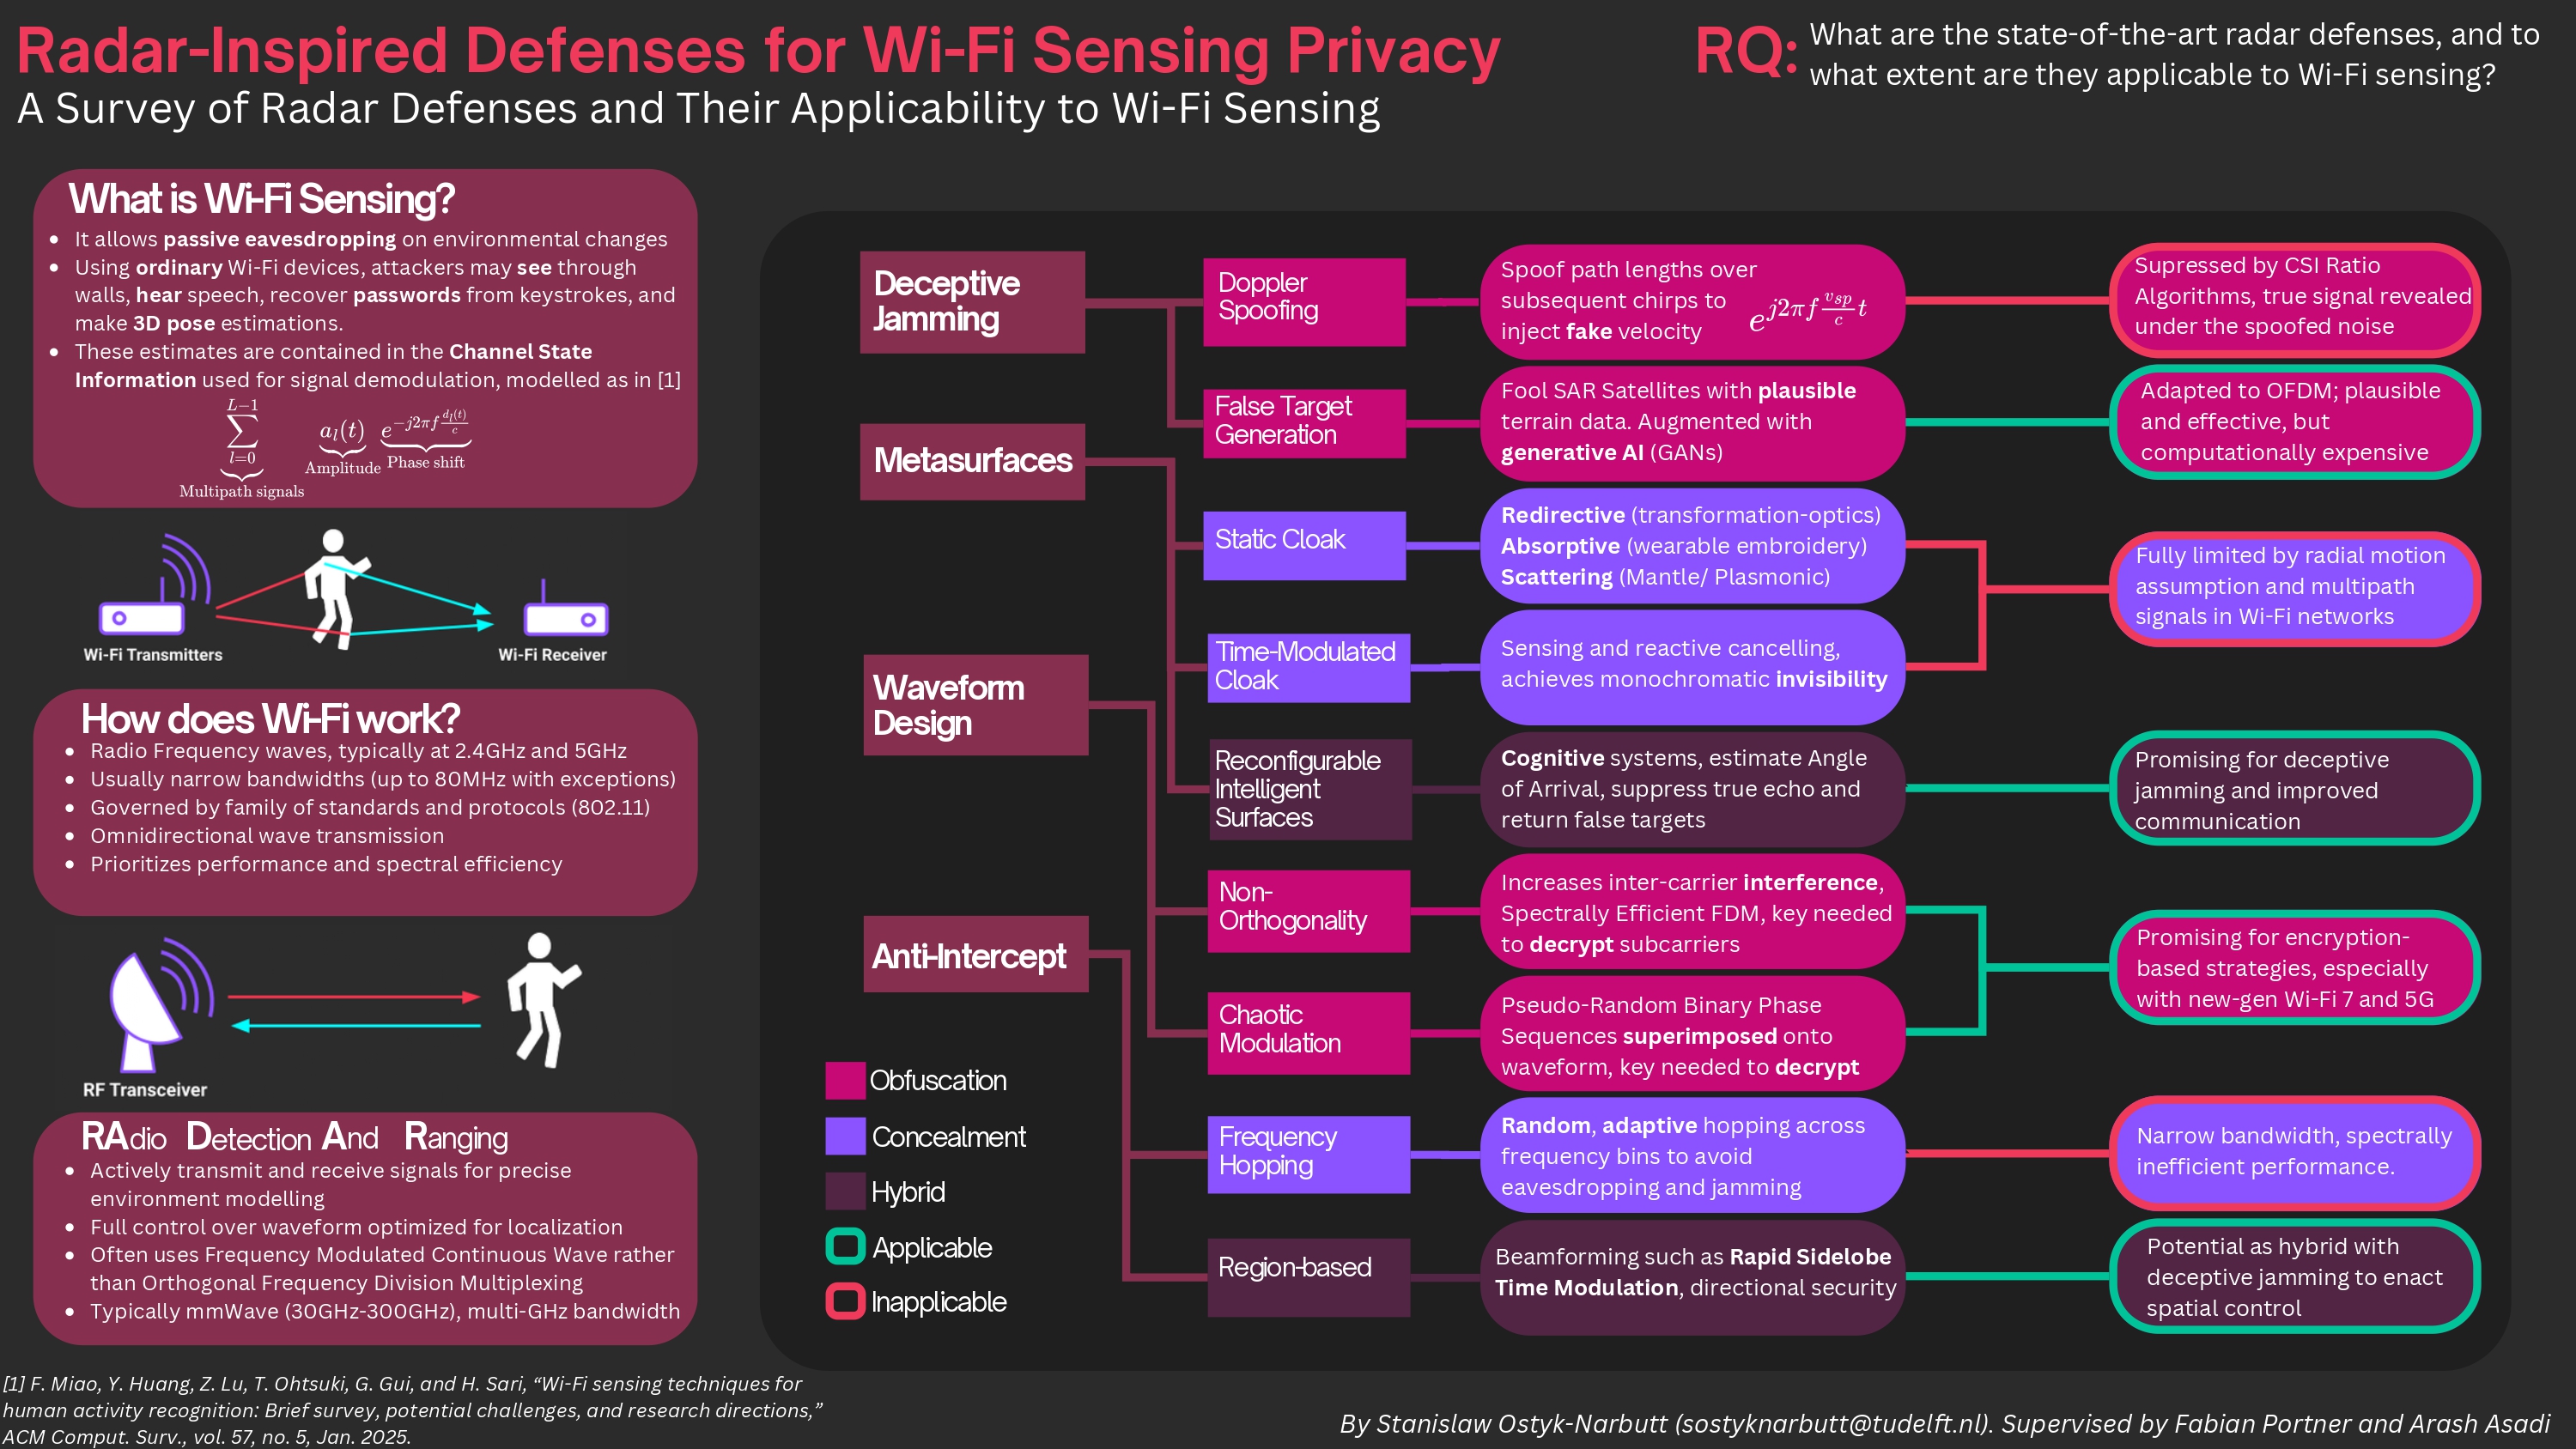 Radar-Inspired Defenses for Wi-Fi Sensing Privacy
A Survey of Radar Defenses and Their Applicability to Wi-Fi Sensing
RQ: What are the state-of-the-art radar defenses, and to
what extent are they applicable to Wi-Fi sensing?
What is Wi-Fi Sensing?
• It allows passive eavesdropping on environmental changes
• Using ordinary Wi-Fi devices, attackers may see through
walls, hear speech, recover passwords from keystrokes, and
make 3D pose estimations.
• These estimates are contained in the Channel State
Information used for signal demodulation, modelled as in [1]
\sum_{l=0}^{L-1} a_l(t) e^{-j2πf \frac{d_l(t)}{c}}
Multipath signals
Amplitude
Phase shift
Wi-Fi Transmitters
Wi-Fi Receiver
How does Wi-Fi work?
• Radio Frequency waves, typically at 2.4GHz and 5GHz
• Usually narrow bandwidths (up to 80MHz with exceptions)
• Governed by family of standards and protocols (802.11)
• Omnidirectional wave transmission
• Prioritizes performance and spectral efficiency
RF Transceiver
RAdio Detection And Ranging
• Actively transmit and receive signals for precise
environment modelling
• Full control over waveform optimized for localization
• Often uses Frequency Modulated Continuous Wave rather
than Orthogonal Frequency Division Multiplexing
• Typically mmWave (30GHz-300GHz), multi-GHz bandwidth
[1] F. Miao, Y. Huang, Z. Lu, T. Ohtsuki, G. Gui, and H. Sari, “Wi-Fi sensing techniques for
human activity recognition: Brief survey, potential challenges, and research directions,”
ACM Comput. Surv., vol. 57, no. 5, Jan. 2025.
Deceptive
Jamming
Doppler
Spoofing
Spoof path lengths over
subsequent chirps to
inject fake velocity
e^{j2πf \frac{v_{sp}}{c} t}
Supressed by CSI Ratio
Algorithms, true signal revealed
under the spoofed noise
False Target
Generation
Fool SAR Satellites with plausible
terrain data. Augmented with
generative AI (GANs)
Adapted to OFDM; plausible
and effective, but
computationally expensive
Metasurfaces
Static Cloak
Redirective (transformation-optics)
Absorptive (wearable embroidery)
Scattering (Mantle/ Plasmonic)
Fully limited by radial motion
assumption and multipath
signals in Wi-Fi networks
Time-Modulated
Cloak
Sensing and reactive cancelling,
achieves monochromatic invisibility
Reconfigurable
Intelligent
Surfaces
Cognitive systems, estimate Angle
of Arrival, suppress true echo and
return false targets
Promising for deceptive
jamming and improved
communication
Waveform
Design
Non-
Orthogonality
Increases inter-carrier interference,
Spectrally Efficient FDM, key needed
to decrypt subcarriers
Promising for encryption-
based strategies, especially
with new-gen Wi-Fi 7 and 5G
Chaotic
Modulation
Pseudo-Random Binary Phase
Sequences superimposed onto
waveform, key needed to decrypt
Anti-Intercept
Frequency
Hopping
Random, adaptive hopping across
frequency bins to avoid
eavesdropping and jamming
Narrow bandwidth, spectrally
inefficient performance.
Region-based
Beamforming such as Rapid Sidelobe
Time Modulation, directional security
Potential as hybrid with
deceptive jamming to enact
spatial control
Obfuscation
Concealment
Hybrid
Applicable
Inapplicable
By Stanislaw Ostyk-Narbutt (sostyknarbutt@tudelft.nl). Supervised by Fabian Portner and Arash Asadi